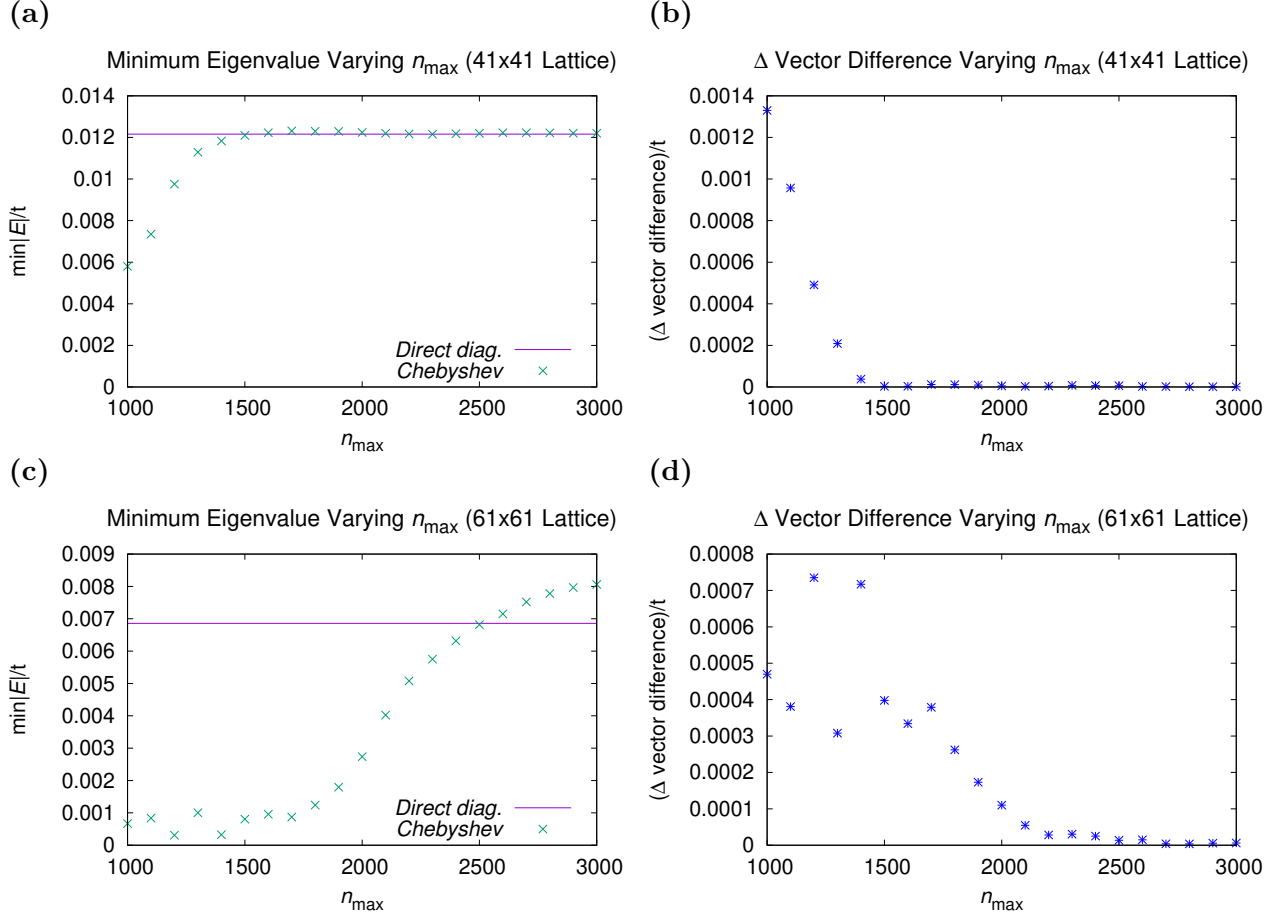 (a)
Minimum Eigenvalue Varying nmax (41x41 Lattice)
0.014
0.012
0.01
0.008
0.006
0.004
0.002
0
min|E|/t
Direct diag.
Chebyshev
1000 1500 2000 2500 3000
nmax
(b)
Δ Vector Difference Varying nmax (41x41 Lattice)
0.0014
0.0012
0.001
0.0008
0.0006
0.0004
0.0002
0
(Δ vector difference)/t
1000 1500 2000 2500 3000
nmax
(c)
Minimum Eigenvalue Varying nmax (61x61 Lattice)
0.009
0.008
0.007
0.006
0.005
0.004
0.003
0.002
0.001
0
min|E|/t
Direct diag.
Chebyshev
1000 1500 2000 2500 3000
nmax
(d)
Δ Vector Difference Varying nmax (61x61 Lattice)
0.0008
0.0007
0.0006
0.0005
0.0004
0.0003
0.0002
0.0001
0
(Δ vector difference)/t
1000 1500 2000 2500 3000
nmax